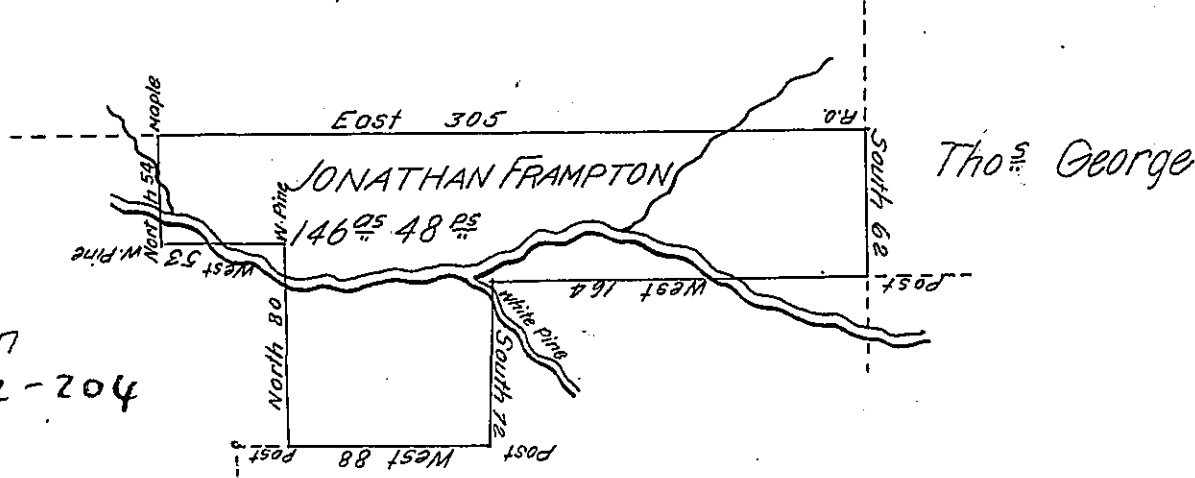 Maple
East 305
R.O.
North 54
JONATHAN FRAMPTON
South 62
Thos George
W. Pine
146 as 48 ps
W. Pine
West 53
West 164
Post
White Pine
North 80
South 72
2-204
Post
West 88
Post